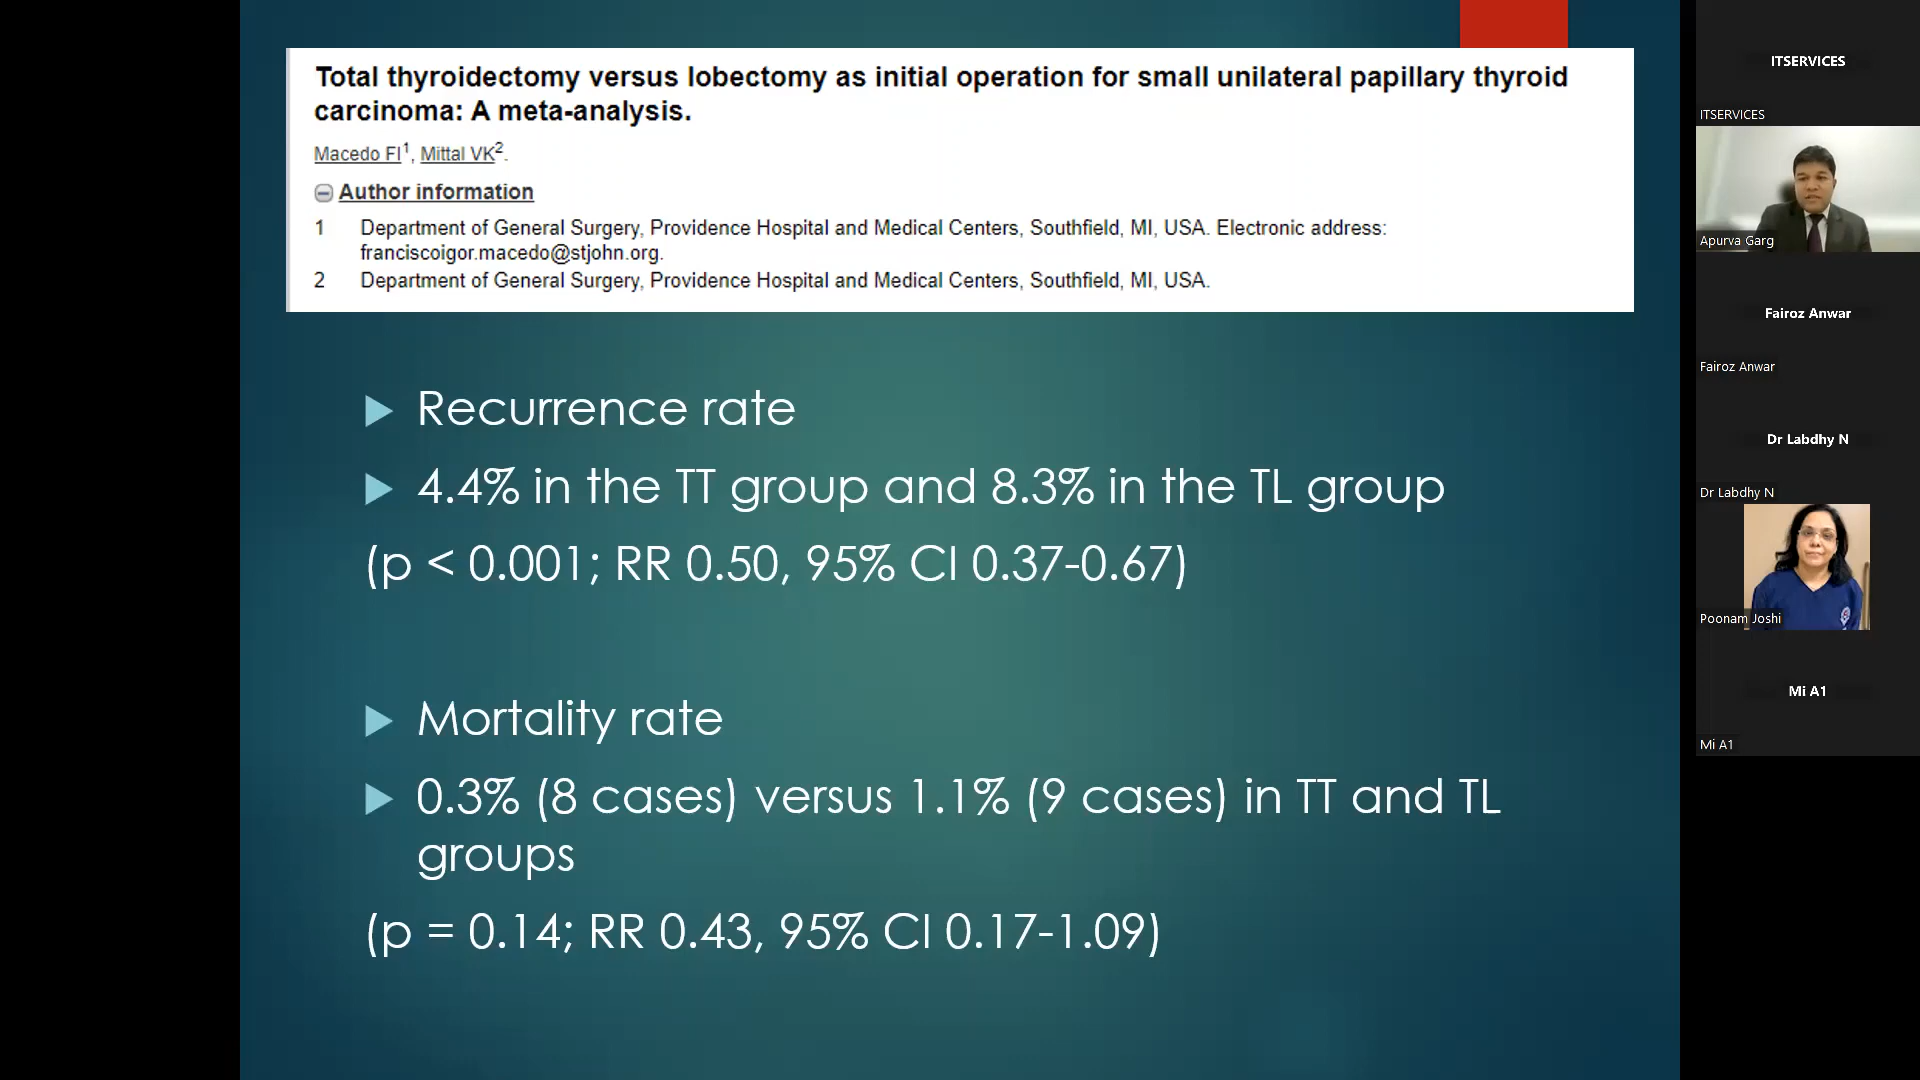 Total thyroidectomy versus lobectomy as initial operation for small unilateral papillary thyroid
carcinoma: A meta-analysis.
Macedo FI1, Mittal VK2.
Author information
1 Department of General Surgery, Providence Hospital and Medical Centers, Southfield, MI, USA. Electronic address:
franciscoigor.macedo@stjohn.org.
2 Department of General Surgery, Providence Hospital and Medical Centers, Southfield, MI, USA.
Recurrence rate
4.4% in the TT group and 8.3% in the TL group
(p < 0.001; RR 0.50, 95% CI 0.37-0.67)
Mortality rate
0.3% (8 cases) versus 1.1% (9 cases) in TT and TL
groups
(p = 0.14; RR 0.43, 95% CI 0.17-1.09)
ITSERVICES
ITSERVICES
Apurva Garg
Fairoz Anwar
Fairoz Anwar
Dr Labdhy N
Dr Labdhy N
Poonam Joshi
Mi A1
Mi A1